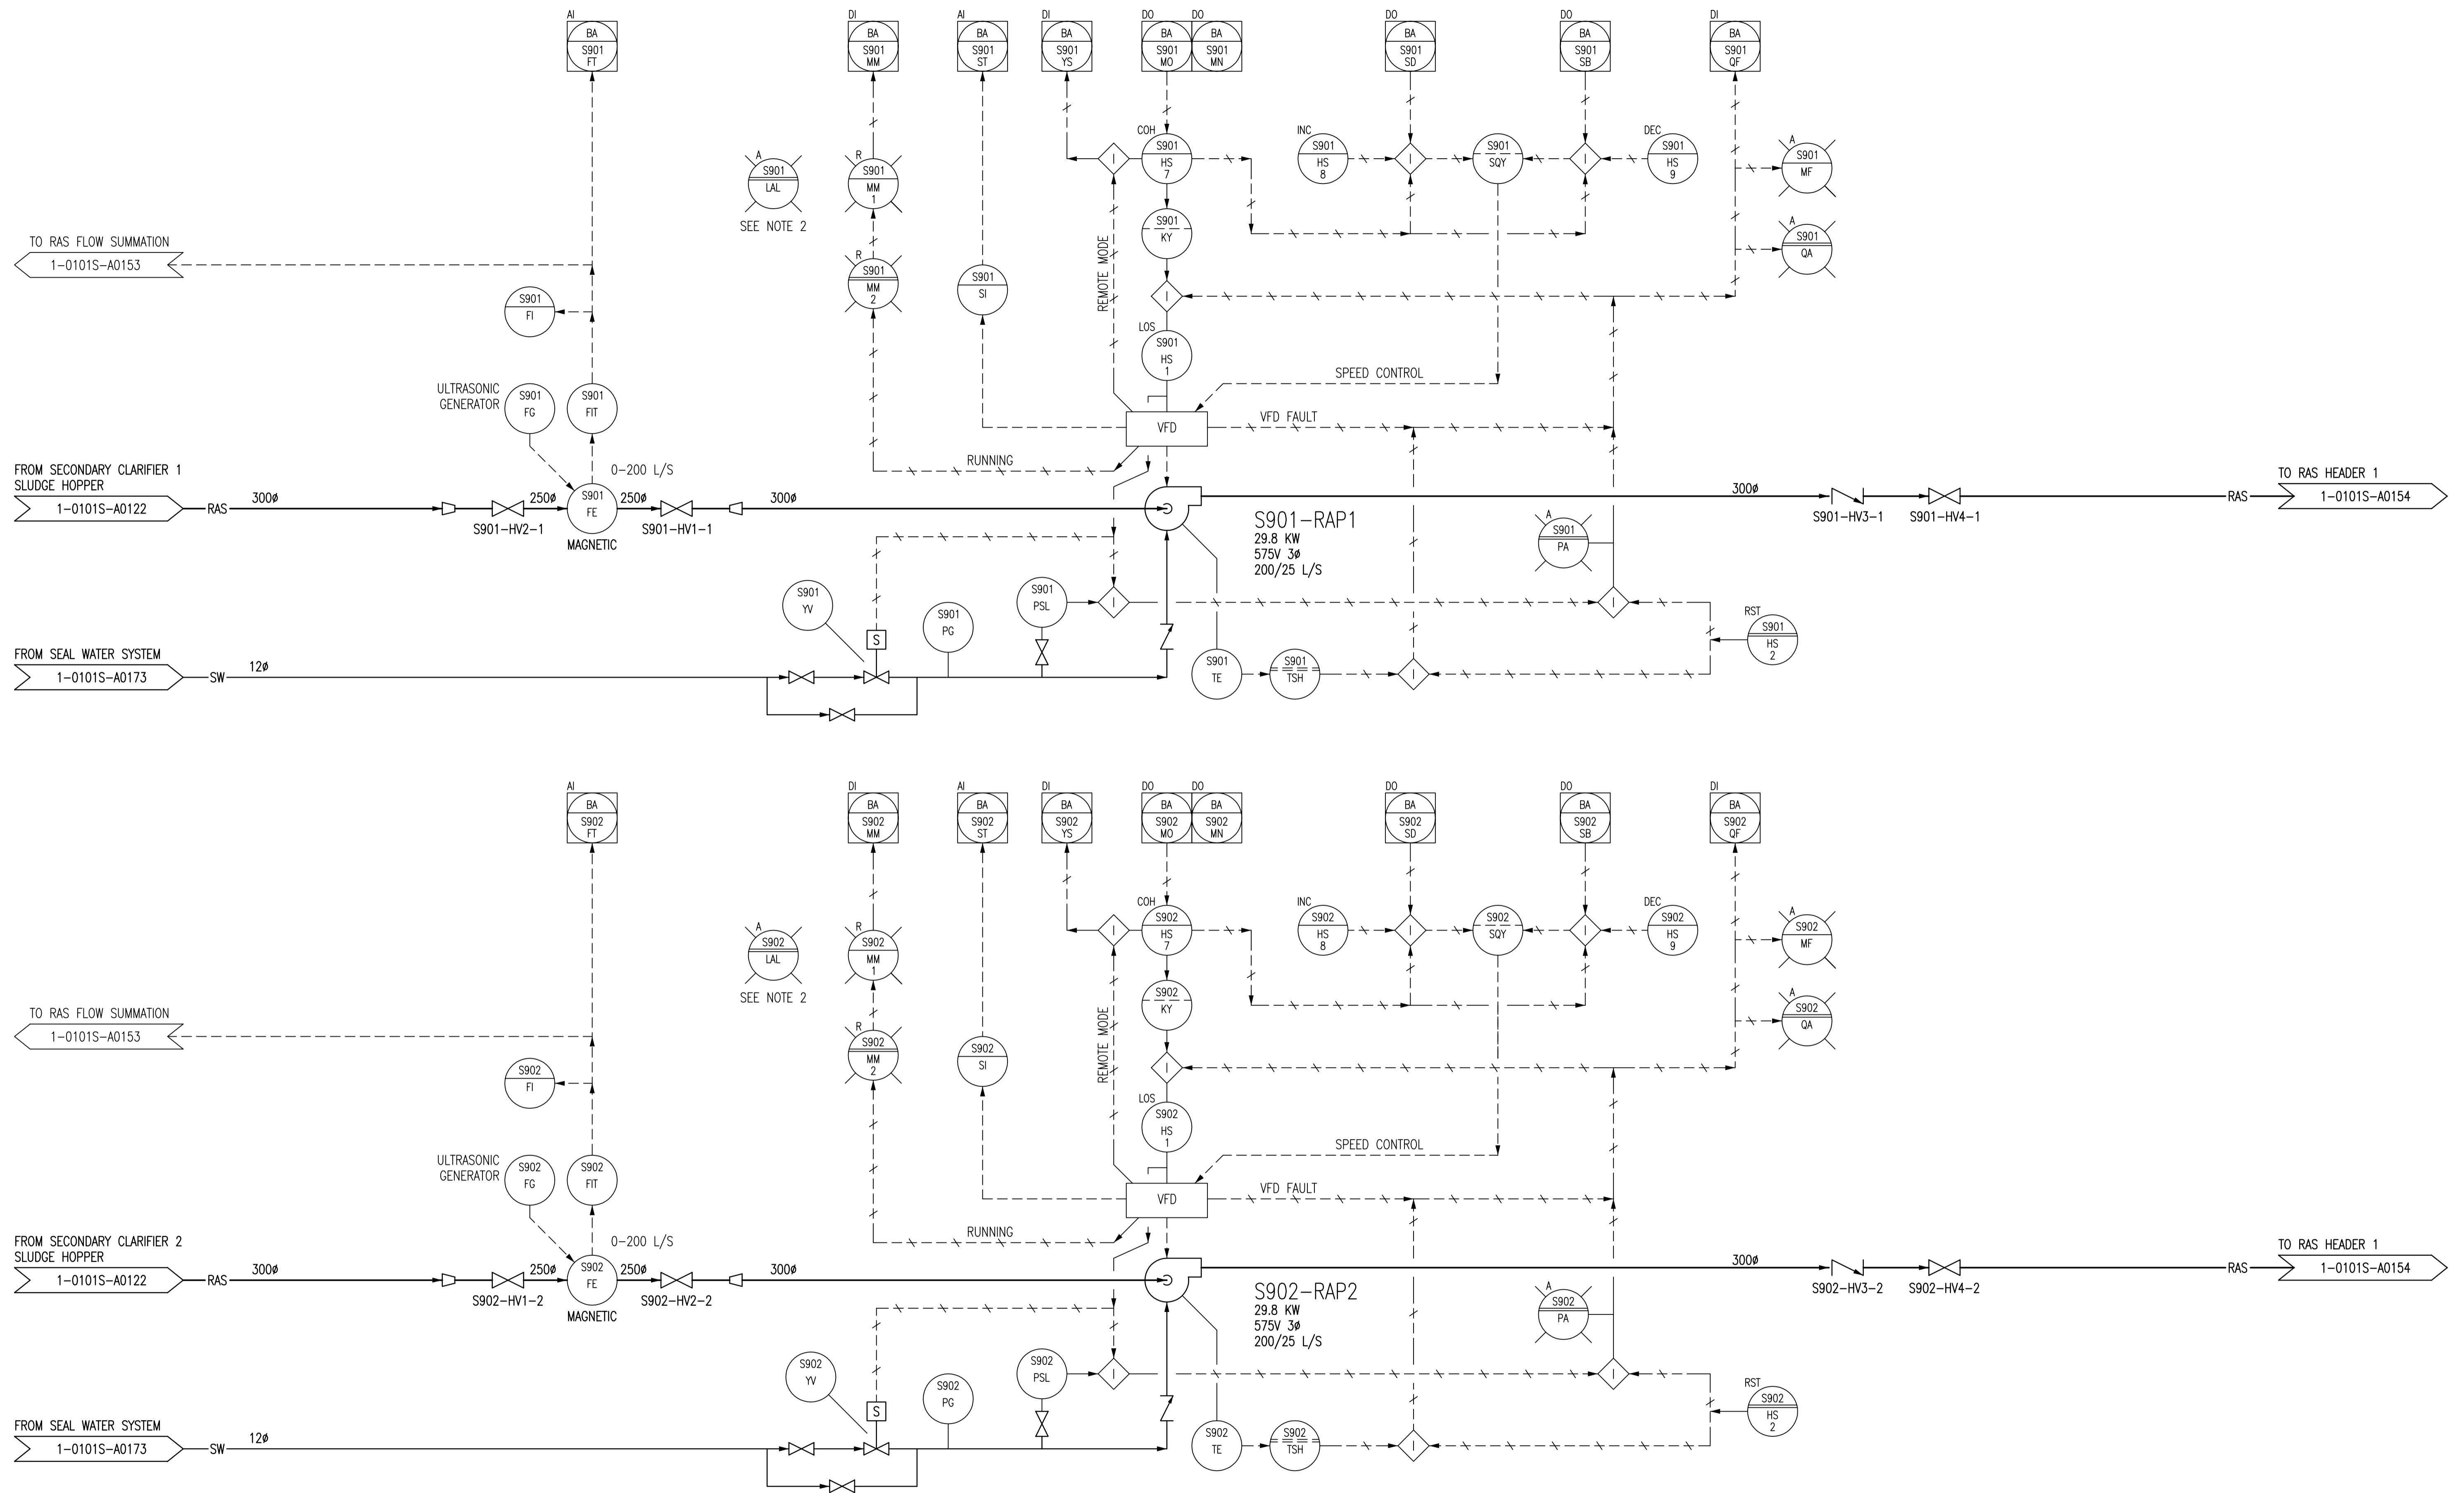 AI
BA
S901
FT
DI
BA
S901
MM
AI
BA
S901
ST
DI
BA
S901
YS
DO
BA
S901
MO
DO
BA
S901
MN
DO
BA
S901
SD
DO
BA
S901
SB
DI
BA
S901
QF
A
S901
LAL
SEE NOTE 2
R
S901
MM
1
R
S901
MM
2
S901
SI
COH
S901
HS
7
S901
KY
LOS
S901
HS
1
REMOTE MODE
INC
S901
HS
8
S901
SQY
DEC
S901
HS
9
A
S901
MF
A
S901
QA
TO RAS FLOW SUMMATION
1-0101S-A0153
S901
FI
ULTRASONIC
GENERATOR
S901
FG
S901
FIT
SPEED CONTROL
VFD
VFD FAULT
RUNNING
FROM SECONDARY CLARIFIER 1
SLUDGE HOPPER
1-0101S-A0122
RAS
300ø
S901-HV2-1
250ø
S901
FE
MAGNETIC
0-200 L/S
250ø
S901-HV1-1
300ø
S901-RAP1
29.8 KW
575V 3ø
200/25 L/S
300ø
S901-HV3-1
S901-HV4-1
RAS
TO RAS HEADER 1
1-0101S-A0154
A
S901
PA
S901
YV
S
S901
PG
S901
PSL
S901
TE
S901
TSH
RST
S901
HS
2
FROM SEAL WATER SYSTEM
1-0101S-A0173
SW
12ø
AI
BA
S902
FT
DI
BA
S902
MM
AI
BA
S902
ST
DI
BA
S902
YS
DO
BA
S902
MO
DO
BA
S902
MN
DO
BA
S902
SD
DO
BA
S902
SB
DI
BA
S902
QF
A
S902
LAL
SEE NOTE 2
R
S902
MM
1
R
S902
MM
2
S902
SI
COH
S902
HS
7
S902
KY
LOS
S902
HS
1
REMOTE MODE
INC
S902
HS
8
S902
SQY
DEC
S902
HS
9
A
S902
MF
A
S902
QA
TO RAS FLOW SUMMATION
1-0101S-A0153
S902
FI
ULTRASONIC
GENERATOR
S902
FG
S902
FIT
SPEED CONTROL
VFD
VFD FAULT
RUNNING
FROM SECONDARY CLARIFIER 2
SLUDGE HOPPER
1-0101S-A0122
RAS
300ø
S902-HV1-2
250ø
S902
FE
MAGNETIC
0-200 L/S
250ø
S902-HV2-2
300ø
S902-RAP2
29.8 KW
575V 3ø
200/25 L/S
300ø
S902-HV3-2
S902-HV4-2
RAS
TO RAS HEADER 1
1-0101S-A0154
A
S902
PA
S902
YV
S
S902
PG
S902
PSL
S902
TE
S902
TSH
RST
S902
HS
2
FROM SEAL WATER SYSTEM
1-0101S-A0173
SW
12ø